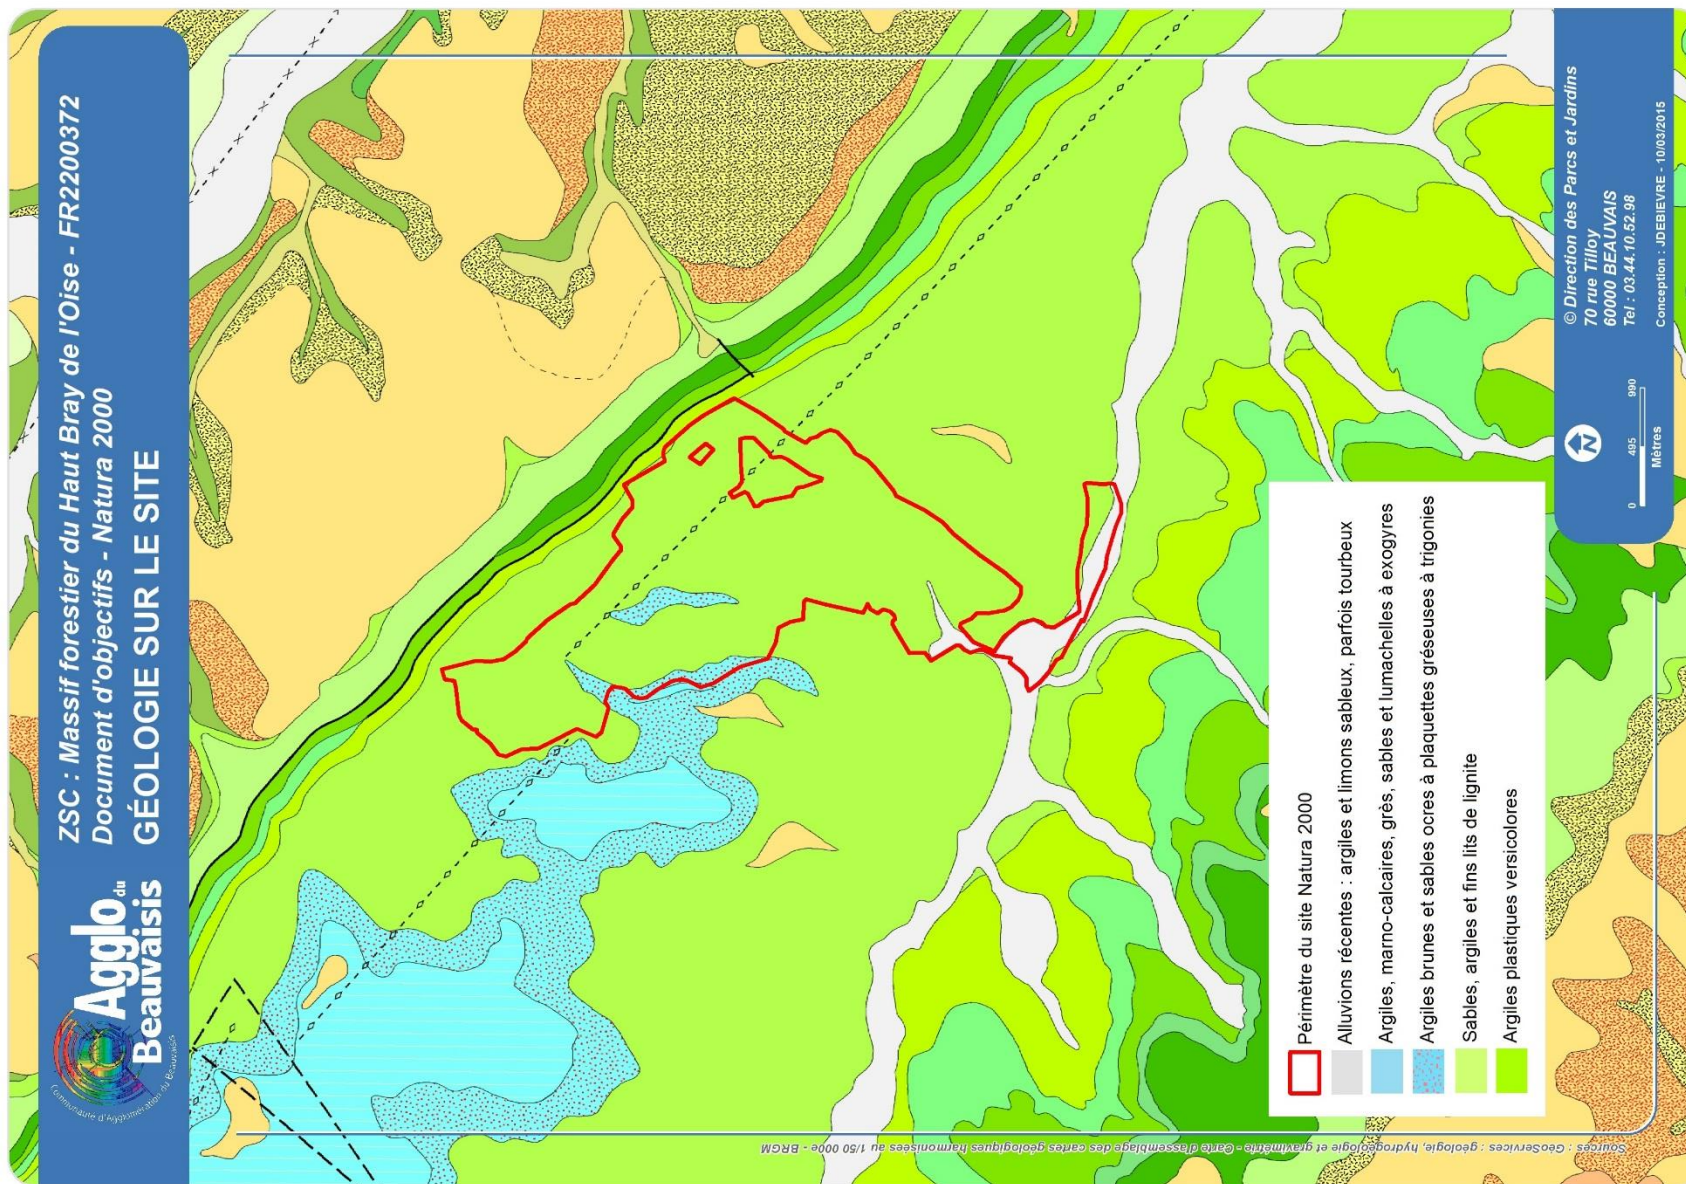 ZSC : Massif forestier du Haut Bray de l'Oise - FR2200372
Document d'objectifs - Natura 2000
GÉOLOGIE SUR LE SITE
Agglo du
Beauvaisis
Communauté d'Agglomération du Beauvaisis
Périmètre du site Natura 2000
Alluvions récentes : argiles et limons sableux, parfois tourbeux
Argiles, marno-calcaires, grés, sables et lumachelles à exogyres
Argiles brunes et sables ocres à plaquettes gréseuses à trigonies
Sables, argiles et fins lits de lignite
Argiles plastiques versicolores
N
0 495 990
Mètres
© Direction des Parcs et Jardins
70 rue Tilloy
60000 BEAUVAIS
Tel : 03.44.10.52.98
Conception : JDEBIEVRE - 10/03/2015
Sources : GéoServices : géologie, hydrogéologie et gravimétrie - Carte d'assemblage des cartes géologiques harmonisées au 1/50 000e - BRGM